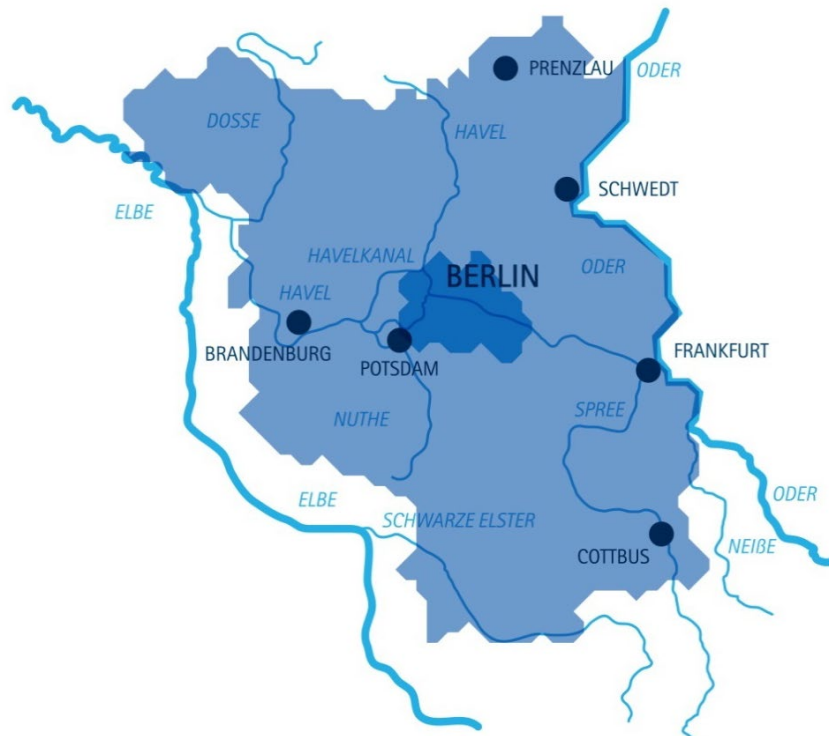 PRENZLAU
ODER
DOSSE
HAVEL
SCHWEDT
ELBE
HAVELKANAL
BERLIN
ODER
HAVEL
BRANDENBURG
POTSDAM
FRANKFURT
NUTHE
SPREE
ELBE
ODER
SCHWARZE ELSTER
COTTBUS
NEIßE